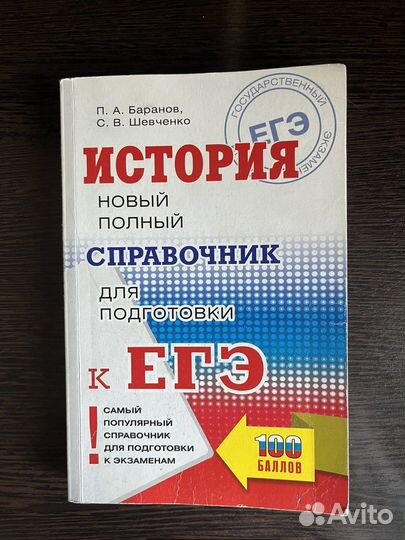 П. А. Баранов,
С. В. Шевченко
ГОСУДАРСТВЕННЫЙ
ЕГЭ
ЭКЗАМЕ
ИСТОРИЯ
НОВЫЙ
ПОЛНЫЙ
СПРАВОЧНИК
ДЛЯ
ПОДГОТОВКИ
К ЕГЭ
! САМЫЙ
ПОПУЛЯРНЫЙ
СПРАВОЧНИК
ДЛЯ ПОДГОТОВКИ
К ЭКЗАМЕНАМ
100
БАЛЛОВ
Avito